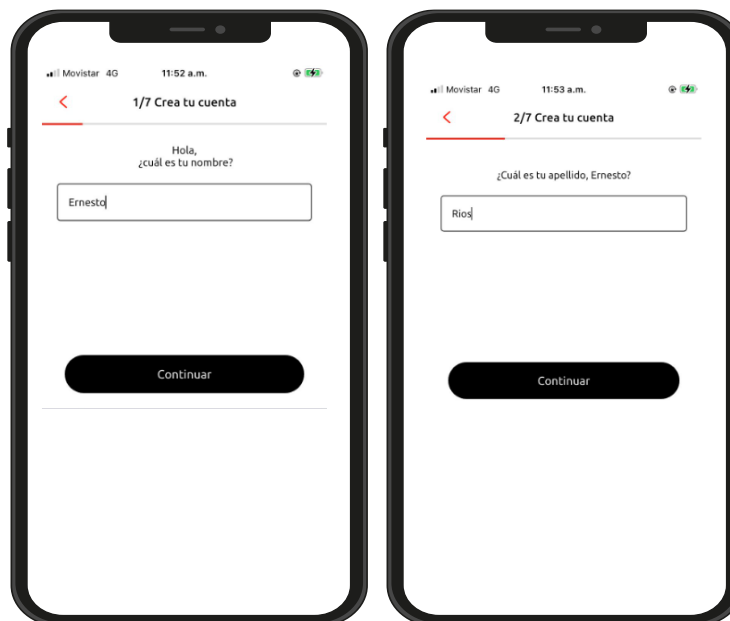 Movistar 4G 11:52 a.m.
1/7 Crea tu cuenta
Hola,
¿cuál es tu nombre?
Ernesto
Continuar
Movistar 4G 11:53 a.m.
2/7 Crea tu cuenta
¿Cuál es tu apellido, Ernesto?
Rios
Continuar